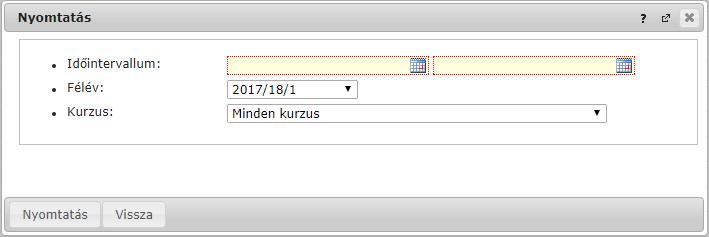 Nyomtatás ?
Időintervallum:
Félév: 2017/18/1
Kurzus: Minden kurzus
Nyomtatás Vissza